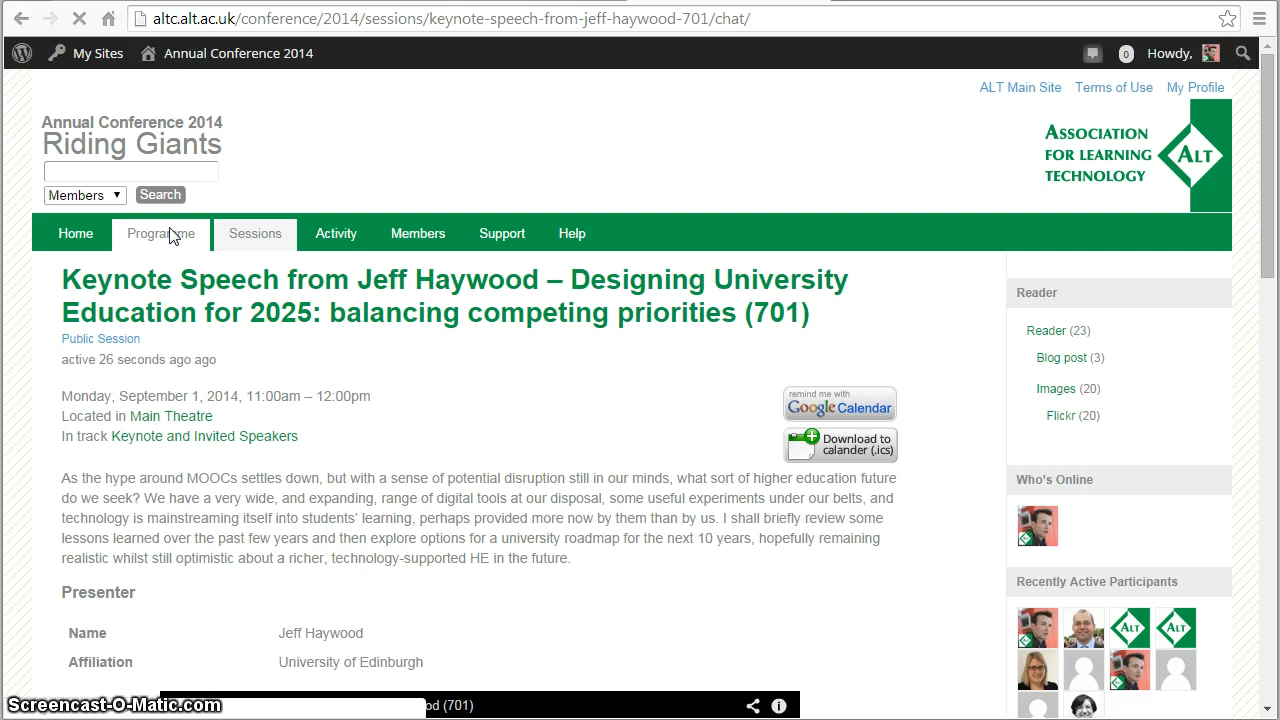 altc.alt.ac.uk/conference/2014/sessions/keynote-speech-from-jeff-haywood-701/chat/
My Sites Annual Conference 2014 0 Howdy,
ALT Main Site Terms of Use My Profile
Annual Conference 2014
Riding Giants
ASSOCIATION
FOR LEARNING
TECHNOLOGY
ALT
Members Search
Home Programme Sessions Activity Members Support Help
Keynote Speech from Jeff Haywood – Designing University
Education for 2025: balancing competing priorities (701)
Public Session
active 26 seconds ago ago
Monday, September 1, 2014, 11:00am – 12:00pm
Located in Main Theatre
In track Keynote and Invited Speakers
remind me with
Google Calendar
Download to
calander (.ics)
As the hype around MOOCs settles down, but with a sense of potential disruption still in our minds, what sort of higher education future
do we seek? We have a very wide, and expanding, range of digital tools at our disposal, some useful experiments under our belts, and
technology is mainstreaming itself into students' learning, perhaps provided more now by them than by us. I shall briefly review some
lessons learned over the past few years and then explore options for a university roadmap for the next 10 years, hopefully remaining
realistic whilst still optimistic about a richer, technology-supported HE in the future.
Presenter
Name Jeff Haywood
Affiliation University of Edinburgh
od (701)
Reader
Reader (23)
Blog post (3)
Images (20)
Flickr (20)
Who's Online
Recently Active Participants
ALT ALT
Screencast-O-Matic.com